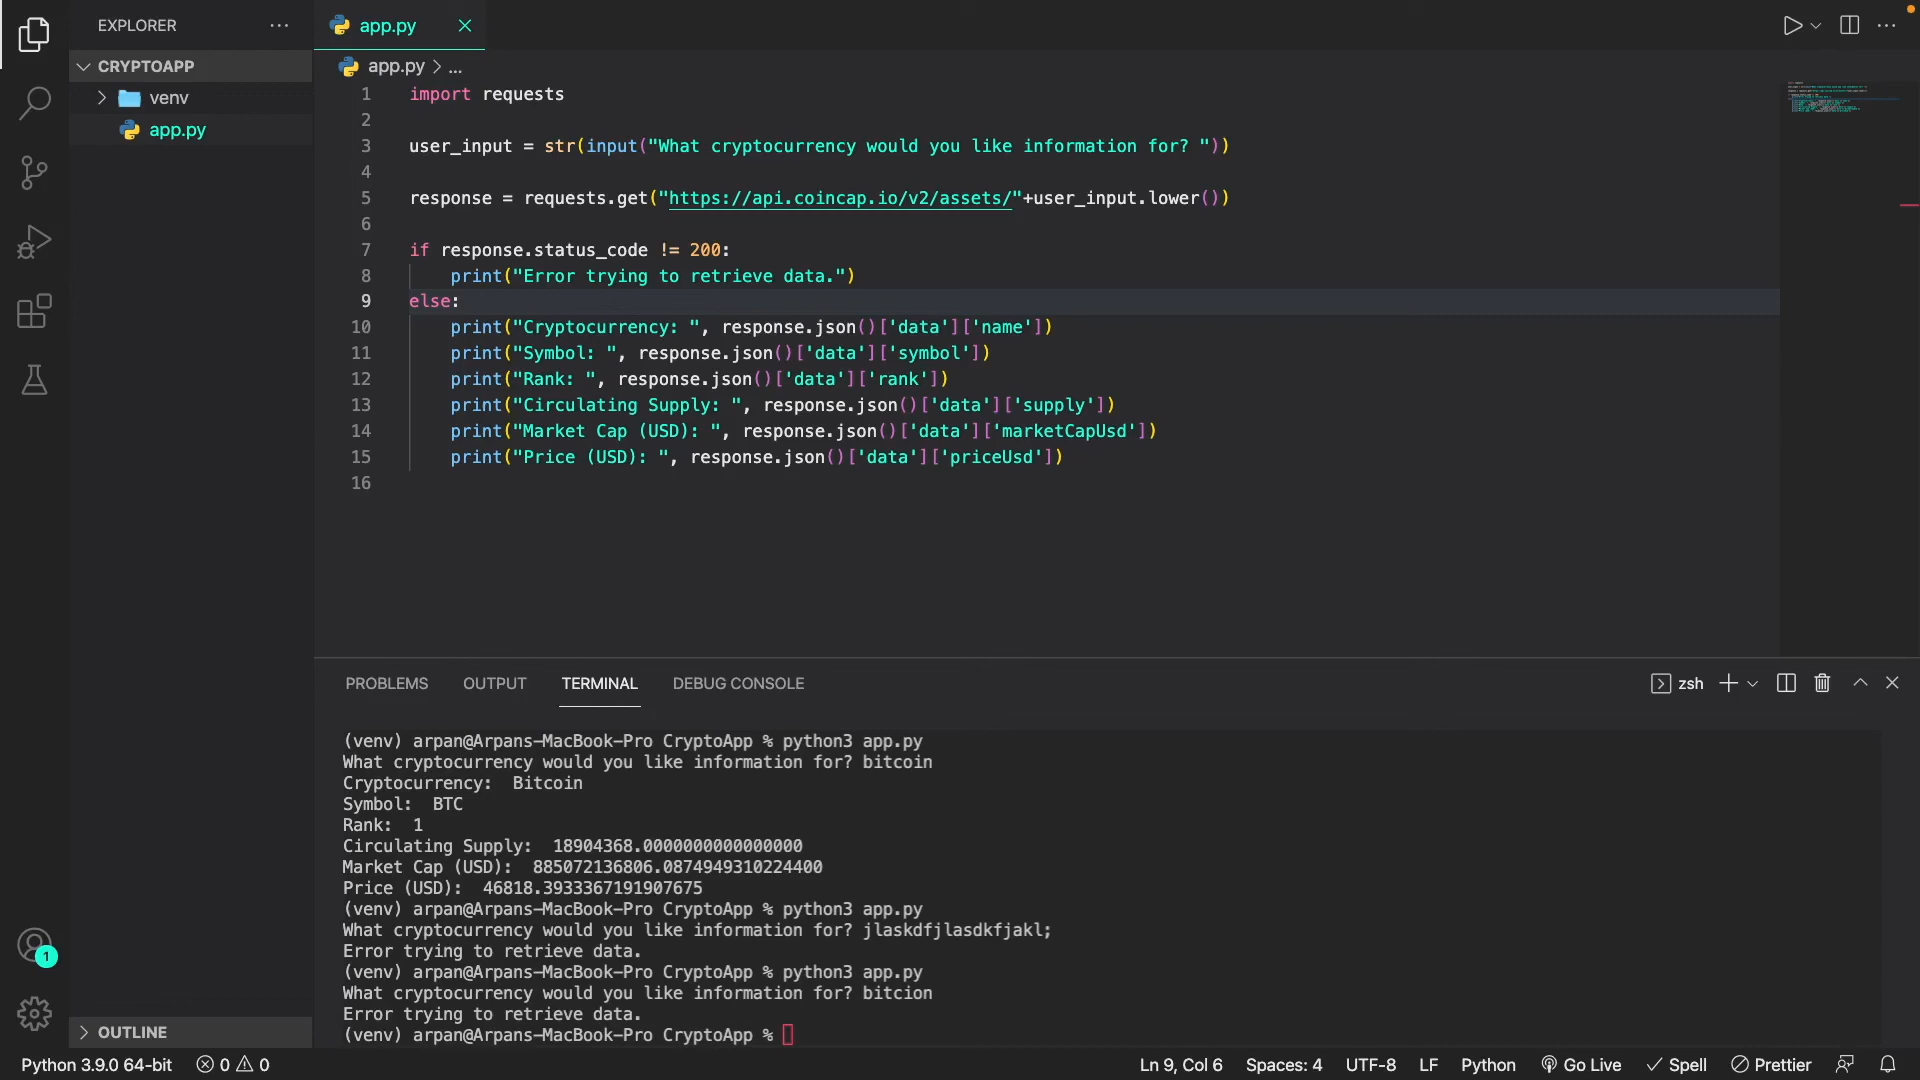 EXPLORER
app.py
CRYPTOAPP
app.py > ...
venv
app.py
1 import requests
2
3 user_input = str(input("What cryptocurrency would you like information for? "))
4
5 response = requests.get("https://api.coincap.io/v2/assets/"+user_input.lower())
6
7 if response.status_code != 200:
8     print("Error trying to retrieve data.")
9 else:
10     print("Cryptocurrency: ", response.json()['data']['name'])
11     print("Symbol: ", response.json()['data']['symbol'])
12     print("Rank: ", response.json()['data']['rank'])
13     print("Circulating Supply: ", response.json()['data']['supply'])
14     print("Market Cap (USD): ", response.json()['data']['marketCapUsd'])
15     print("Price (USD): ", response.json()['data']['priceUsd'])
16
PROBLEMS OUTPUT TERMINAL DEBUG CONSOLE zsh
(venv) arpan@Arpans-MacBook-Pro CryptoApp % python3 app.py
What cryptocurrency would you like information for? bitcoin
Cryptocurrency:  Bitcoin
Symbol:  BTC
Rank:  1
Circulating Supply:  18904368.0000000000000000
Market Cap (USD):  885072136806.0874949310224400
Price (USD):  46818.3933367191907675
(venv) arpan@Arpans-MacBook-Pro CryptoApp % python3 app.py
What cryptocurrency would you like information for? jlaskdfjlasdkfjakl;
Error trying to retrieve data.
(venv) arpan@Arpans-MacBook-Pro CryptoApp % python3 app.py
What cryptocurrency would you like information for? bitcion
Error trying to retrieve data.
(venv) arpan@Arpans-MacBook-Pro CryptoApp %
1
OUTLINE
Python 3.9.0 64-bit 0 0 Ln 9, Col 6 Spaces: 4 UTF-8 LF Python Go Live Spell Prettier